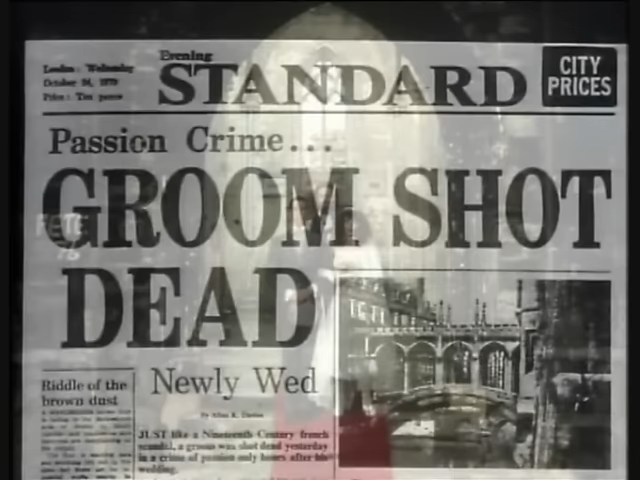 London: Wednesday
October 24, 1979
Price: Ten pence
Evening
STANDARD
CITY
PRICES
Passion Crime...
GROOM SHOT
DEAD
Newly Wed
Riddle of the
brown dust
JUST like a Nineteenth Century french
scandal, a groom was shot dead yesterday
in a crime of passion only hours after his
wedding.